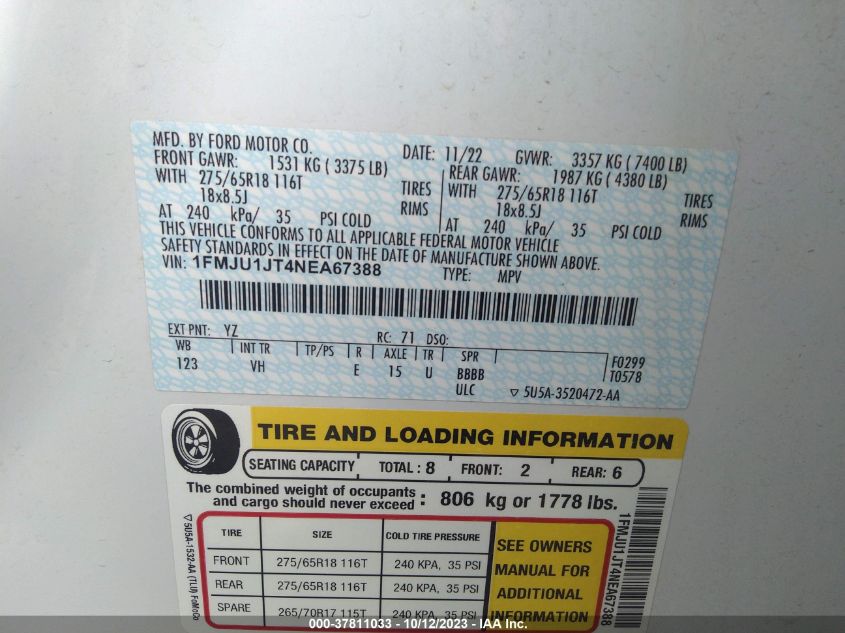 MFD. BY FORD MOTOR CO.
DATE: 11/22 GVWR: 3357 KG ( 7400 LB)
FRONT GAWR: 1531 KG ( 3375 LB)
REAR GAWR: 1987 KG ( 4380 LB)
WITH 275/65R18 116T TIRES
WITH 275/65R18 116T TIRES
18x8.5J RIMS
18x8.5J RIMS
AT 240 kPa/ 35 PSI COLD
AT 240 kPa/ 35 PSI COLD
THIS VEHICLE CONFORMS TO ALL APPLICABLE FEDERAL MOTOR VEHICLE
SAFETY STANDARDS IN EFFECT ON THE DATE OF MANUFACTURE SHOWN ABOVE.
VIN: 1FMJU1JT4NEA67388 TYPE: MPV
EXT PNT: YZ RC: 71 DSO:
WB INT TR TP/PS R AXLE TR SPR F0299
123 VH E 15 U BBBB T0578
ULC ▽ 5U5A-3520472-AA
TIRE AND LOADING INFORMATION
SEATING CAPACITY TOTAL : 8 FRONT: 2 REAR: 6
The combined weight of occupants and cargo should never exceed : 806 kg or 1778 lbs.
TIRE SIZE COLD TIRE PRESSURE
FRONT 275/65R18 116T 240 KPA, 35 PSI
REAR 275/65R18 116T 240 KPA, 35 PSI
SPARE 265/70R17 115T 240 KPA, 35 PSI
SEE OWNERS
MANUAL FOR
ADDITIONAL
INFORMATION
▽ 5U5A-1532-AA (TLU) FoMoCo
1FMJU1JT4NEA67388
000-37811033 - 10/12/2023 - IAA Inc.